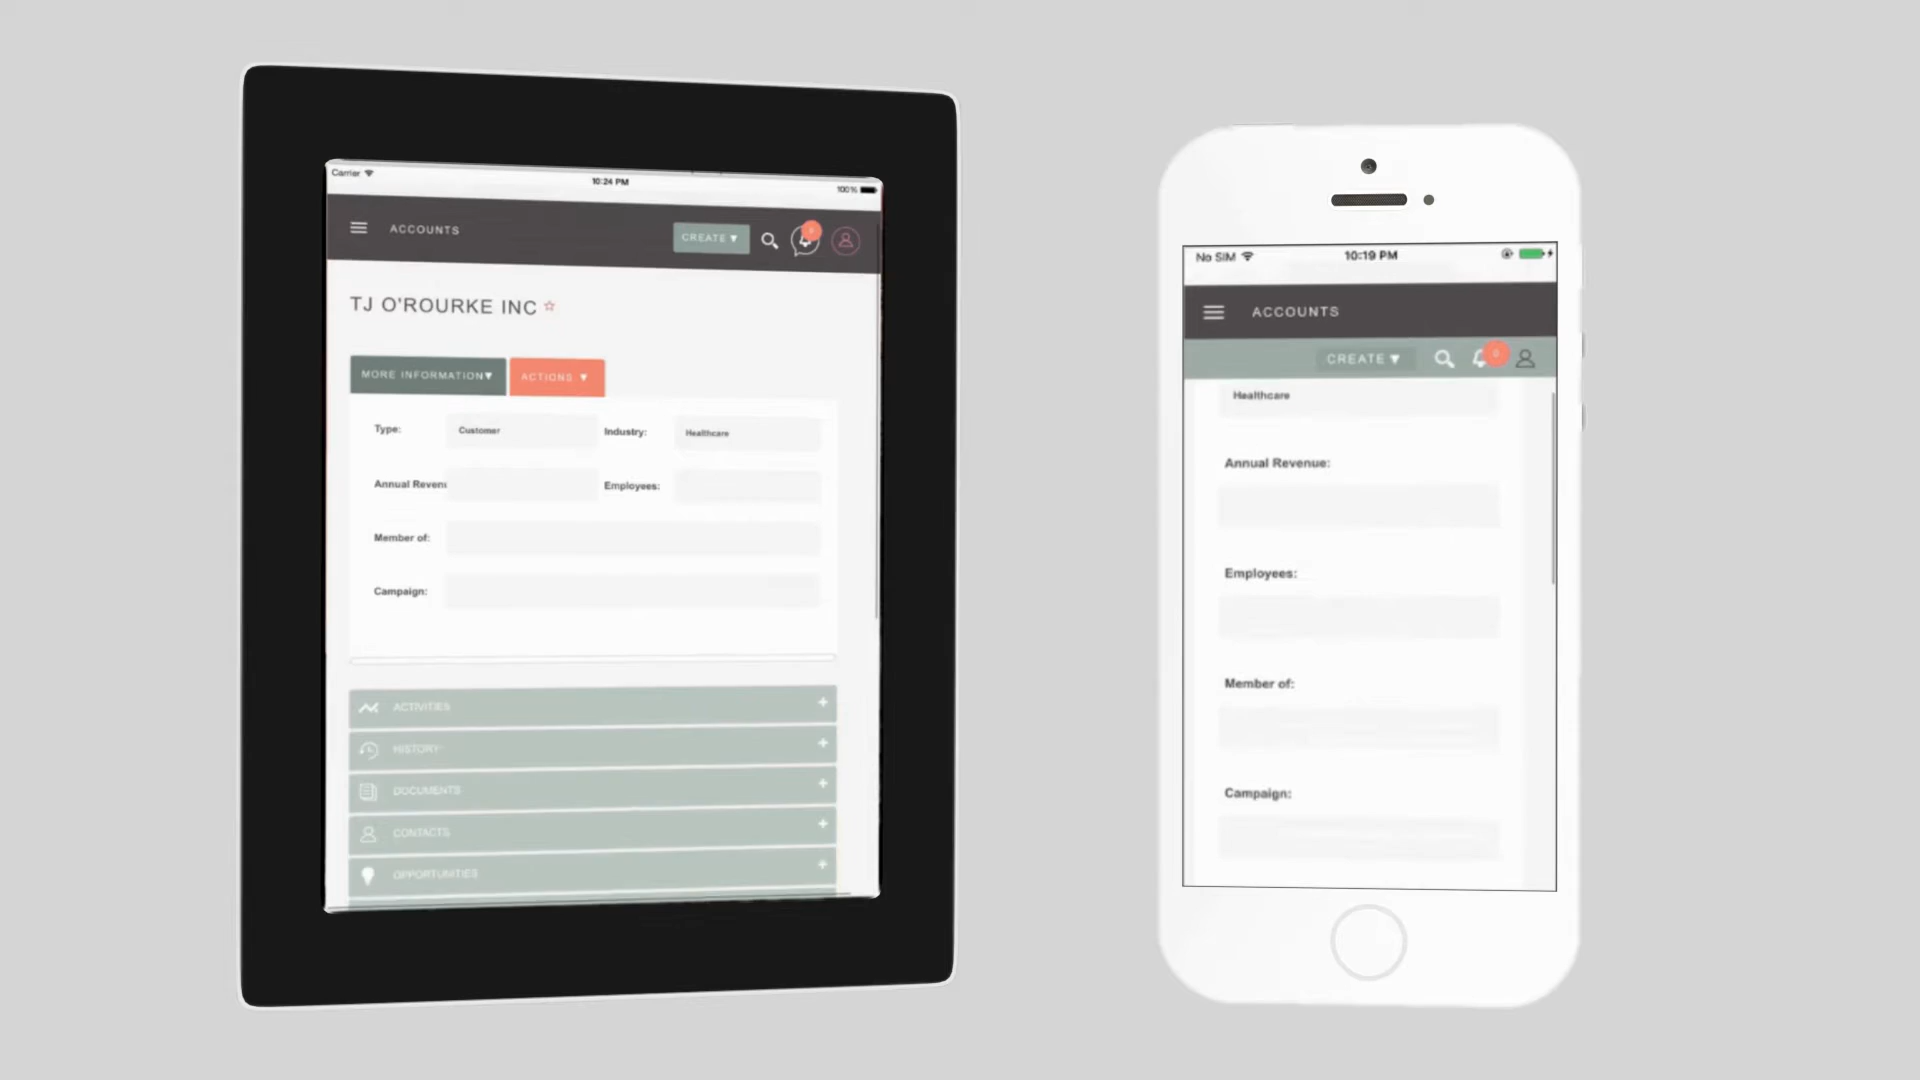 Carrier
10:24 PM
100%
ACCOUNTS
CREATE ▼
TJ O'ROURKE INC
MORE INFORMATION▼
ACTIONS ▼
Type:
Customer
Industry:
Healthcare
Annual Revenu
Employees:
Member of:
Campaign:
ACTIVITIES
HISTORY
DOCUMENTS
CONTACTS
OPPORTUNITIES
No SIM
10:19 PM
ACCOUNTS
CREATE ▼
0
Healthcare
Annual Revenue:
Employees:
Member of:
Campaign: